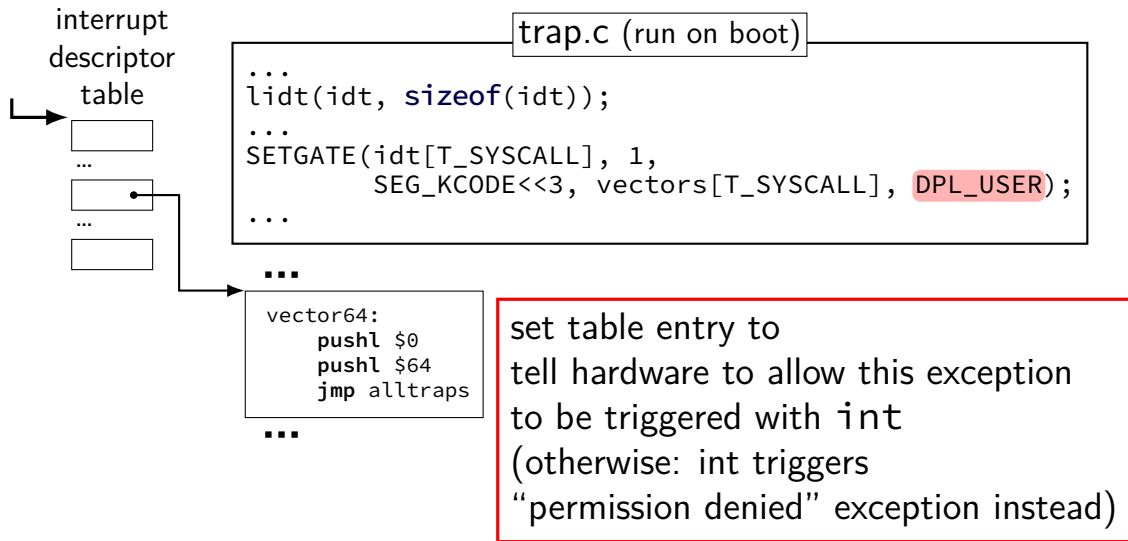 interrupt
descriptor
table
...
...
trap.c (run on boot)
...
lidt(idt, sizeof(idt));
...
SETGATE(idt[T_SYSCALL], 1,
SEG_KCODE<<3, vectors[T_SYSCALL], DPL_USER);
...
...
vector64:
pushl $0
pushl $64
jmp alltraps
...
set table entry to
tell hardware to allow this exception
to be triggered with int
(otherwise: int triggers
“permission denied” exception instead)